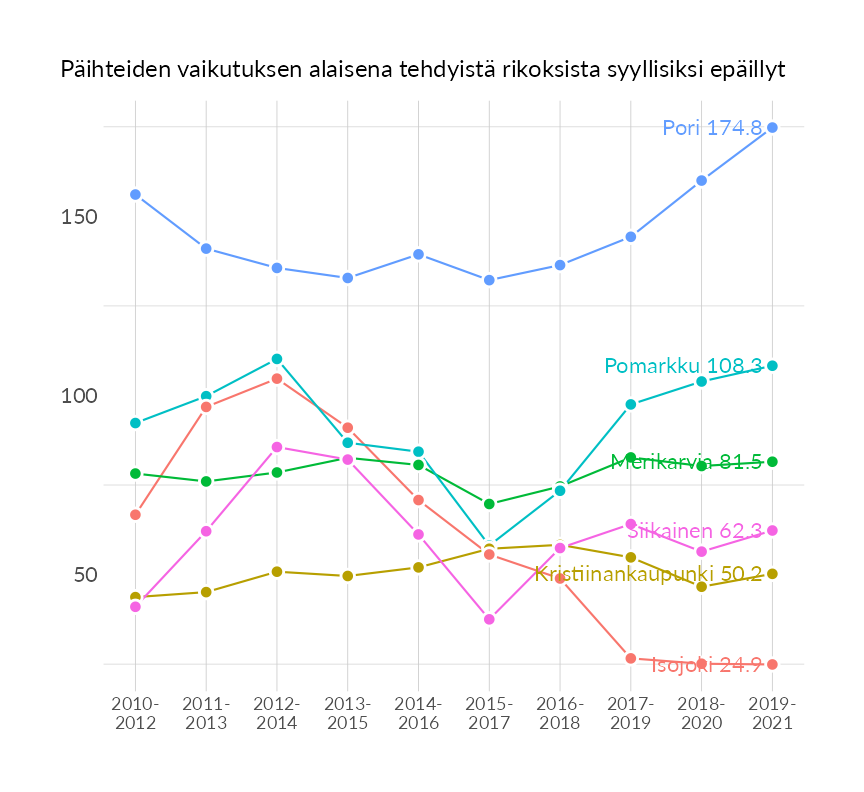 Päihteiden vaikutuksen alaisena tehdyistä rikoksista syyllisiksi epäillyt
Pori 174.8
150
Pomarkku 108.3
100
Merikarvia 81.5
Siikainen 62.3
Kristiinankaupunki 50.2
50
Isojoki 24.9
2010- 2011- 2012- 2013- 2014- 2015- 2016- 2017- 2018- 2019-
2012 2013 2014 2015 2016 2017 2018 2019 2020 2021